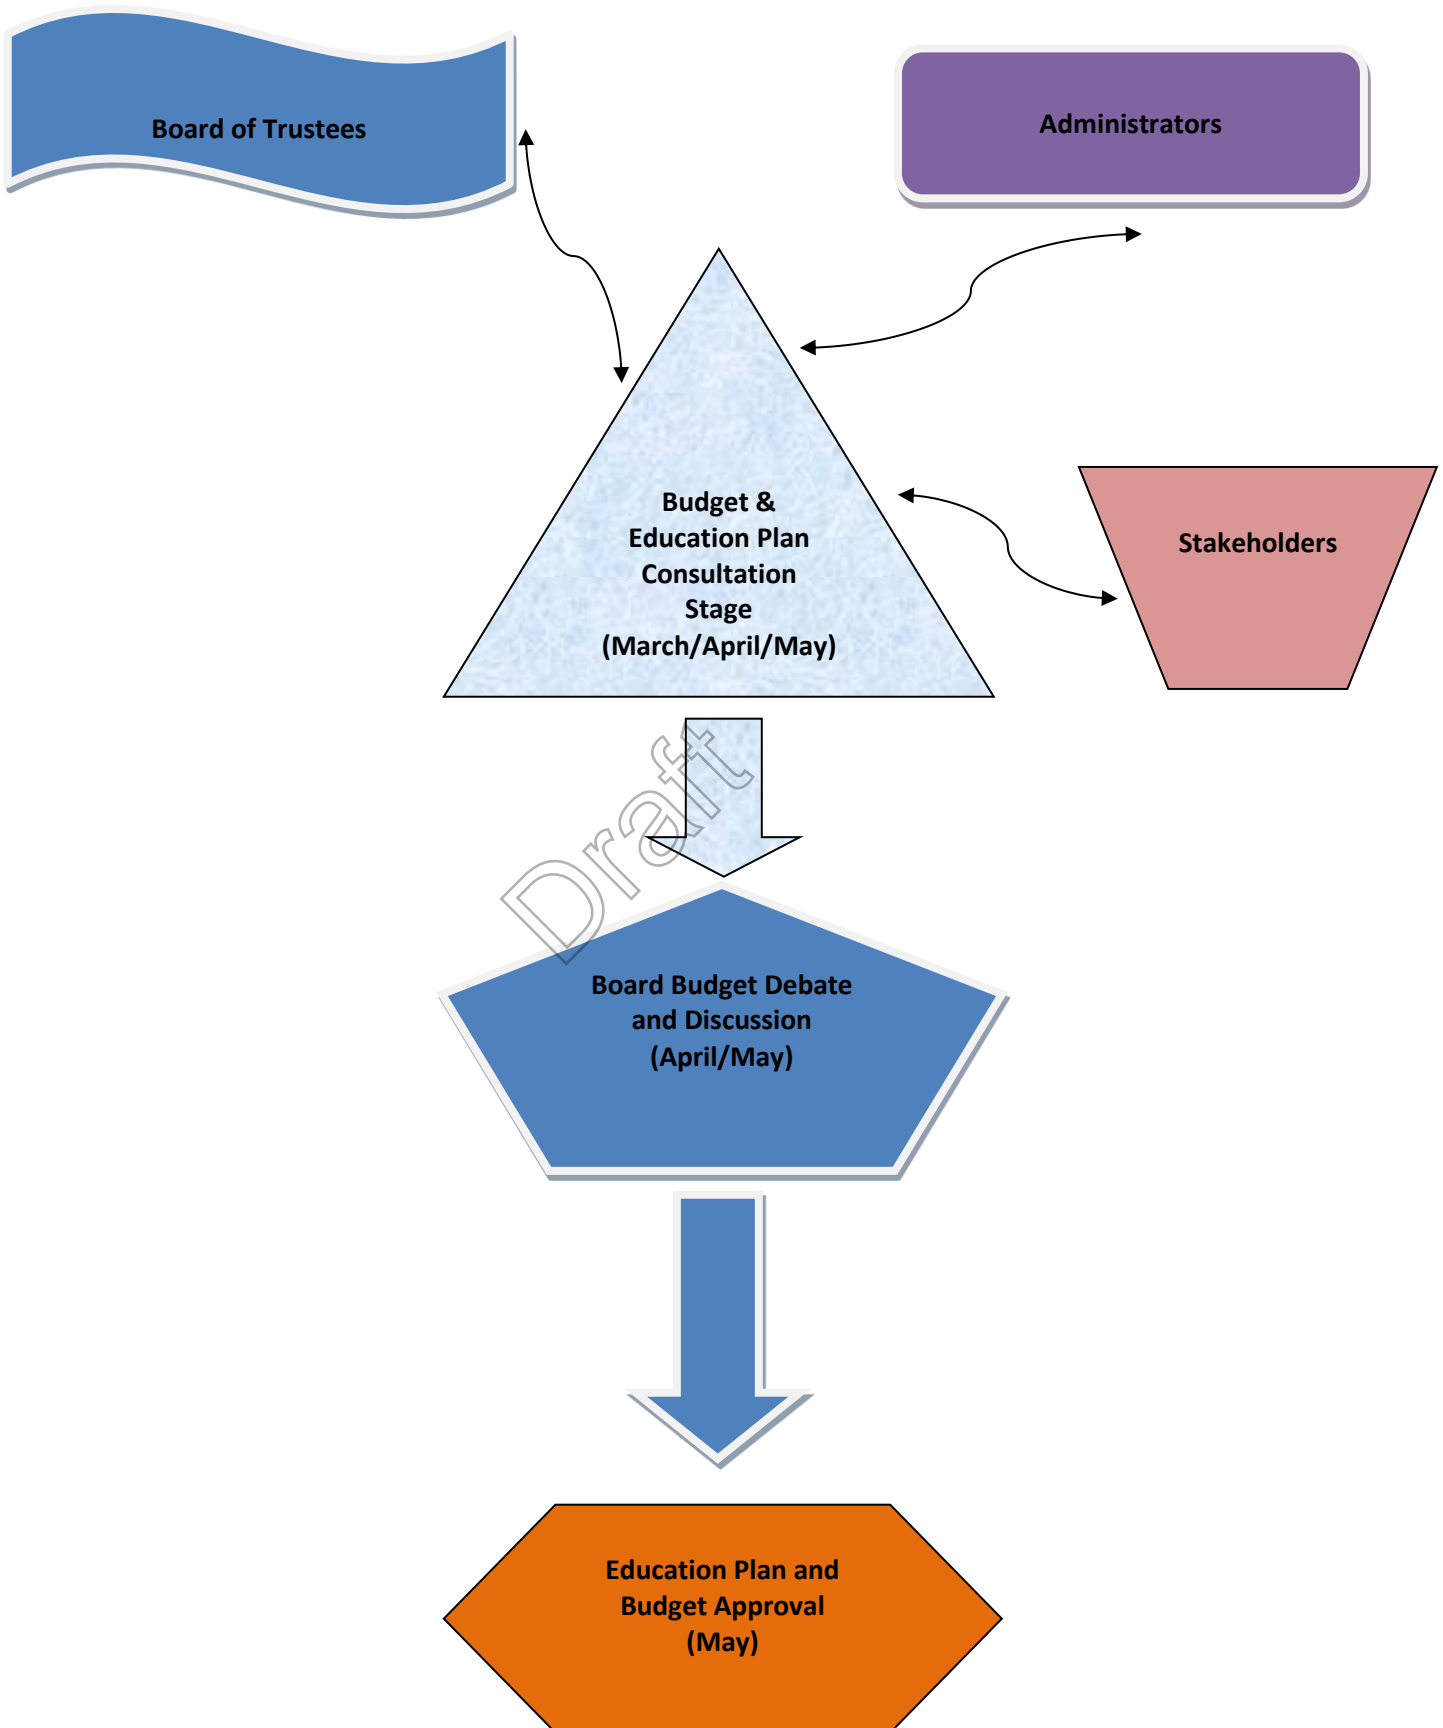 Board of Trustees
Administrators
Budget &
Education Plan
Consultation
Stage
(March/April/May)
Stakeholders
Draft
Board Budget Debate
and Discussion
(April/May)
Education Plan and
Budget Approval
(May)